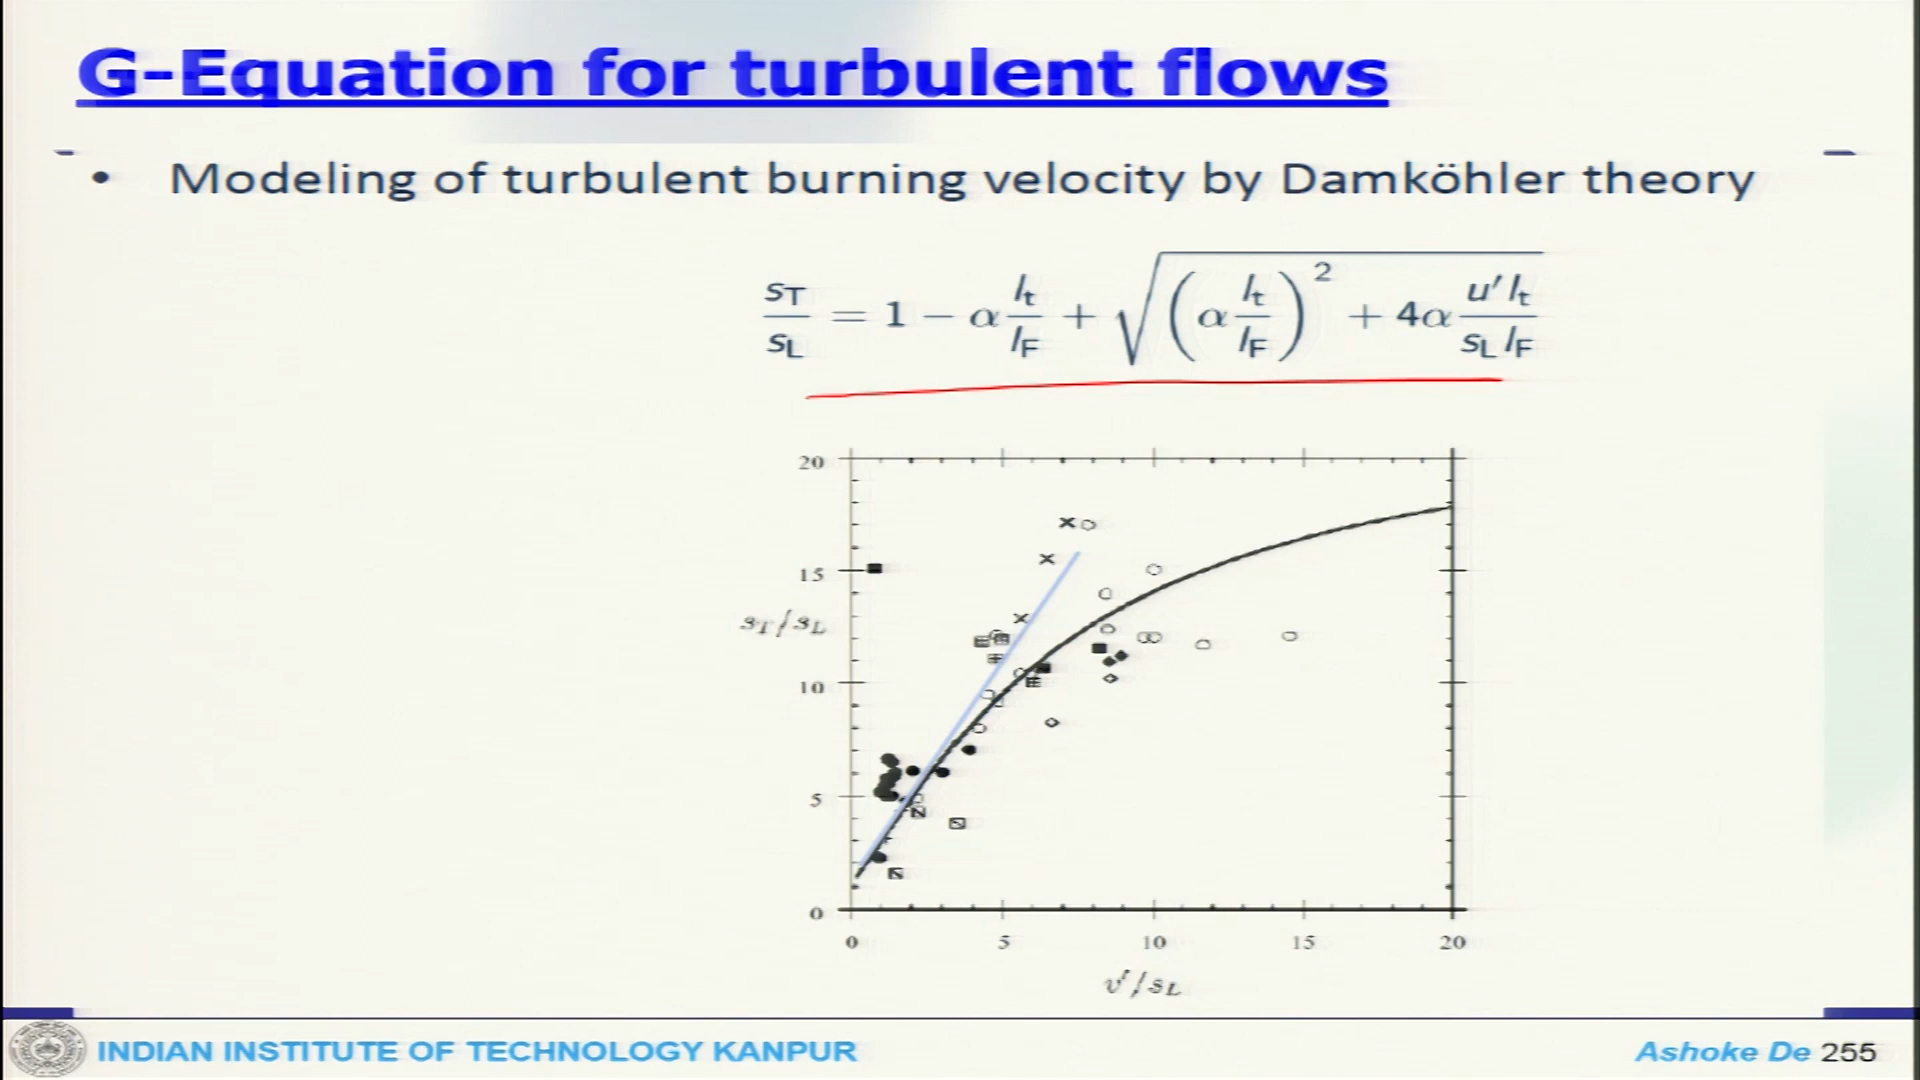 G-Equation for turbulent flows
• Modeling of turbulent burning velocity by Damköhler theory
s_T/s_L = 1 − α l_t/l_F + √((α l_t/l_F)² + 4α u′ l_t/(s_L l_F))
20
15
s_T/s_L
10
5
0
0 5 10 15 20
v′/s_L
INDIAN INSTITUTE OF TECHNOLOGY KANPUR
Ashoke De 255